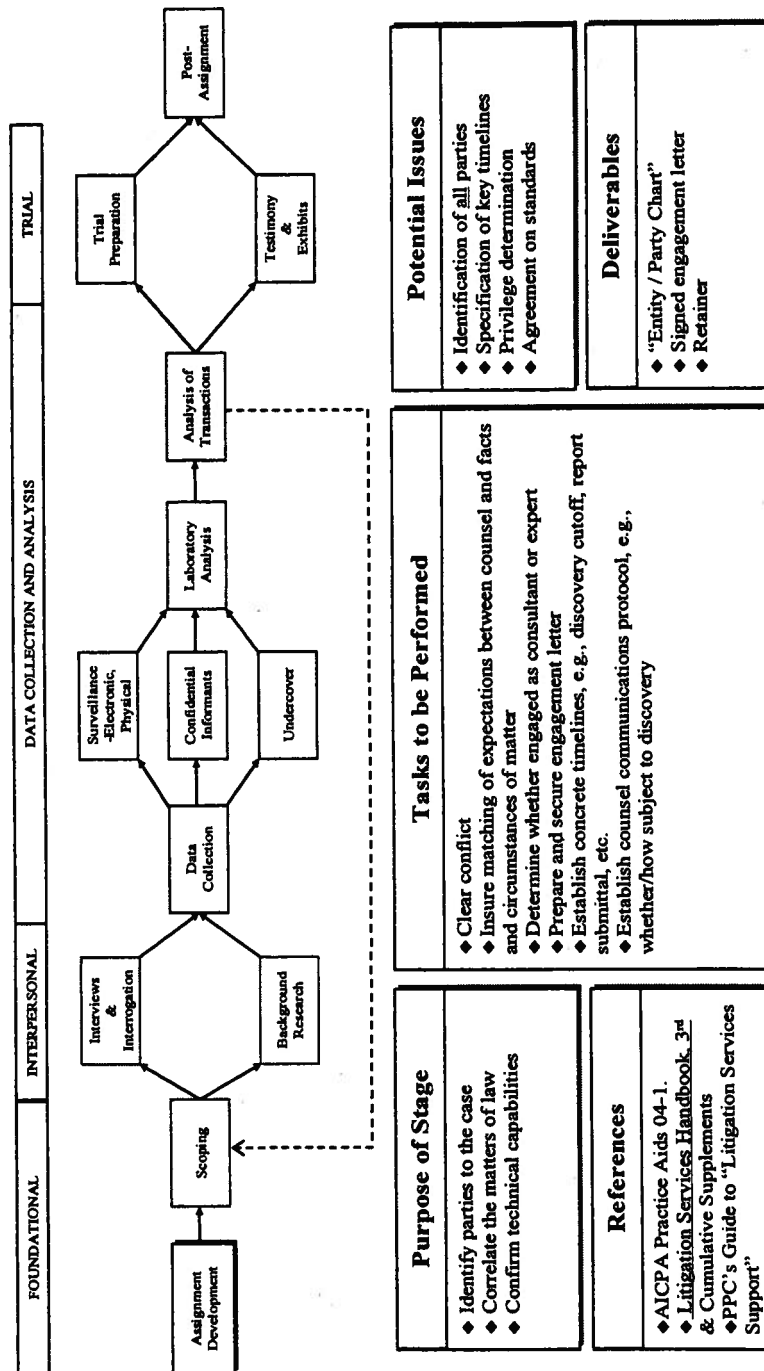 FOUNDATIONAL
INTERPERSONAL
DATA COLLECTION AND ANALYSIS
TRIAL
Assignment
Development
Scoping
Interviews
&
Interrogation
Background
Research
Data
Collection
Surveillance
-Electronic,
Physical
Confidential
Informants
Undercover
Laboratory
Analysis
Analysis of
Transactions
Trial
Preparation
Testimony
&
Exhibits
Post-
Assignment
Purpose of Stage
◆ Identify parties to the case
◆ Correlate the matters of law
◆ Confirm technical capabilities
References
◆AICPA Practice Aids 04-1.
◆ Litigation Services Handbook, 3rd
& Cumulative Supplements
◆PPC's Guide to "Litigation Services
Support"
Tasks to be Performed
◆ Clear conflict
◆ Insure matching of expectations between counsel and facts
and circumstances of matter
◆ Determine whether engaged as consultant or expert
◆ Prepare and secure engagement letter
◆ Establish concrete timelines, e.g., discovery cutoff, report
submittal, etc.
◆ Establish counsel communications protocol, e.g.,
whether/how subject to discovery
Potential Issues
◆ Identification of all parties
◆ Specification of key timelines
◆ Privilege determination
◆ Agreement on standards
Deliverables
◆ "Entity / Party Chart"
◆ Signed engagement letter
◆ Retainer